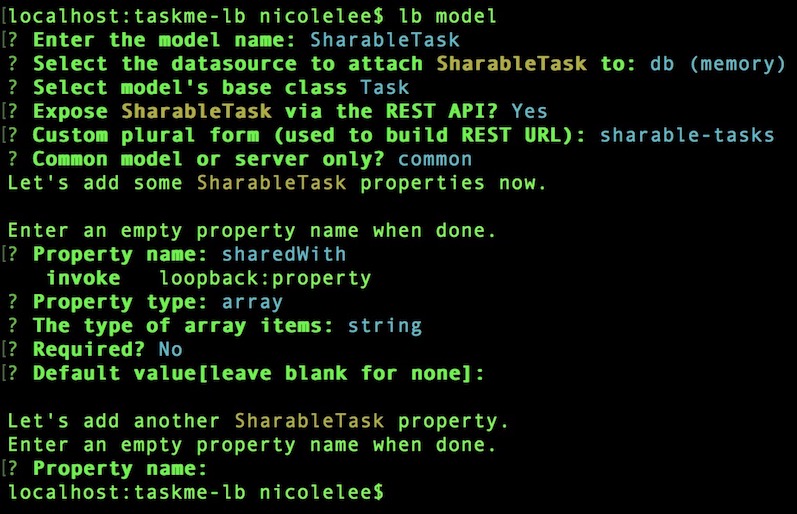 [localhost:taskme-lb nicolelee$ lb model
[? Enter the model name: SharableTask
? Select the datasource to attach SharableTask to: db (memory)
? Select model's base class Task
[? Expose SharableTask via the REST API? Yes
[? Custom plural form (used to build REST URL): sharable-tasks
? Common model or server only? common
Let's add some SharableTask properties now.

Enter an empty property name when done.
[? Property name: sharedWith
   invoke   loopback:property
? Property type: array
? The type of array items: string
[? Required? No
[? Default value[leave blank for none]:

Let's add another SharableTask property.
Enter an empty property name when done.
[? Property name:
localhost:taskme-lb nicolelee$